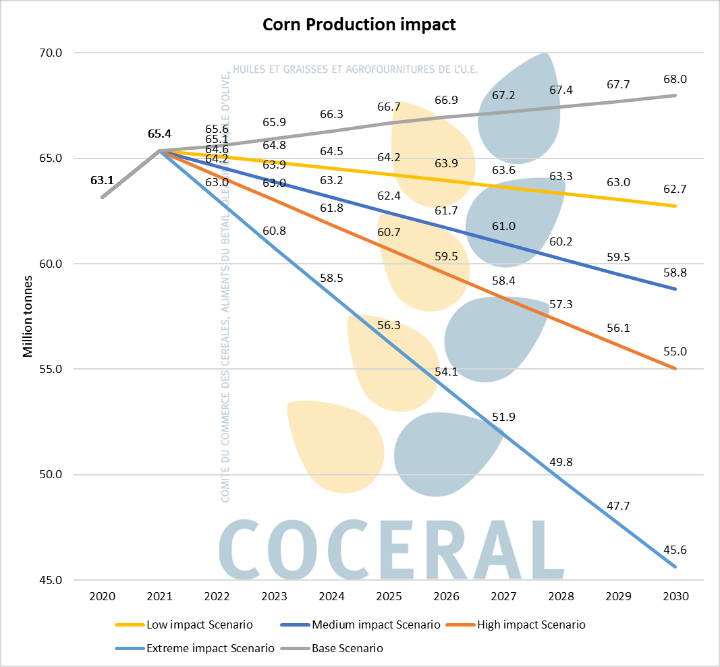 Corn Production impact
70.0
65.0
60.0
55.0
50.0
45.0
Million tonnes
HUILES ET GRAISSES ET AGROFOURNITURES DE L'U.E.
COMITE DU COMMERCE DES CEREALES, ALIMENTS DU BETAIL, OLEAGINEUX, HUILE D'OLIVE,
COCERAL
63.1
65.4
65.6 65.9 66.3 66.7 66.9 67.2 67.4 67.7 68.0
65.1 64.8 64.5 64.2 63.9 63.6 63.3 63.0 62.7
64.6 63.9 63.2 62.4 61.7 61.0 60.2 59.5 58.8
64.2 63.0 61.8 60.7 59.5 58.4 57.3 56.1 55.0
63.0 60.8 58.5 56.3 54.1 51.9 49.8 47.7 45.6
2020 2021 2022 2023 2024 2025 2026 2027 2028 2029 2030
Low impact Scenario Medium impact Scenario High impact Scenario
Extreme impact Scenario Base Scenario